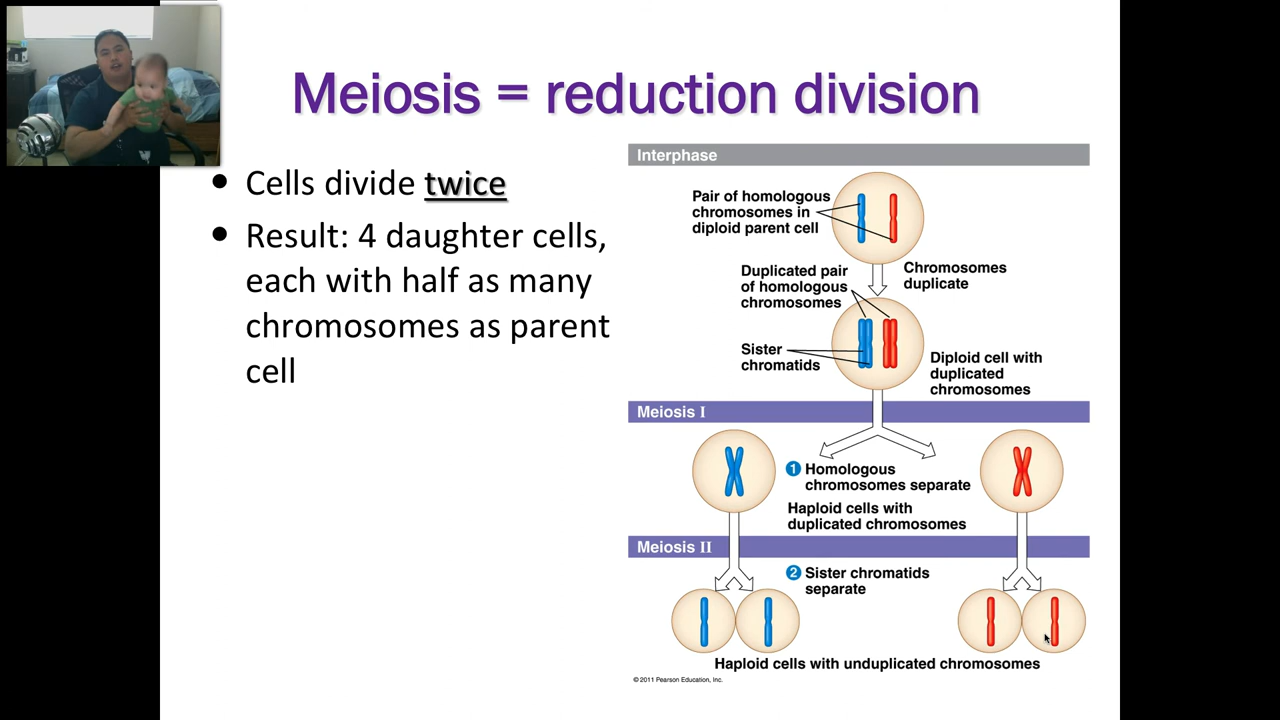 Meiosis = reduction division
• Cells divide twice
• Result: 4 daughter cells,
each with half as many
chromosomes as parent
cell
Interphase
Pair of homologous
chromosomes in
diploid parent cell
Chromosomes
duplicate
Duplicated pair
of homologous
chromosomes
Sister
chromatids
Diploid cell with
duplicated
chromosomes
Meiosis I
1 Homologous
chromosomes separate
Haploid cells with
duplicated chromosomes
Meiosis II
2 Sister chromatids
separate
Haploid cells with unduplicated chromosomes
© 2011 Pearson Education, Inc.